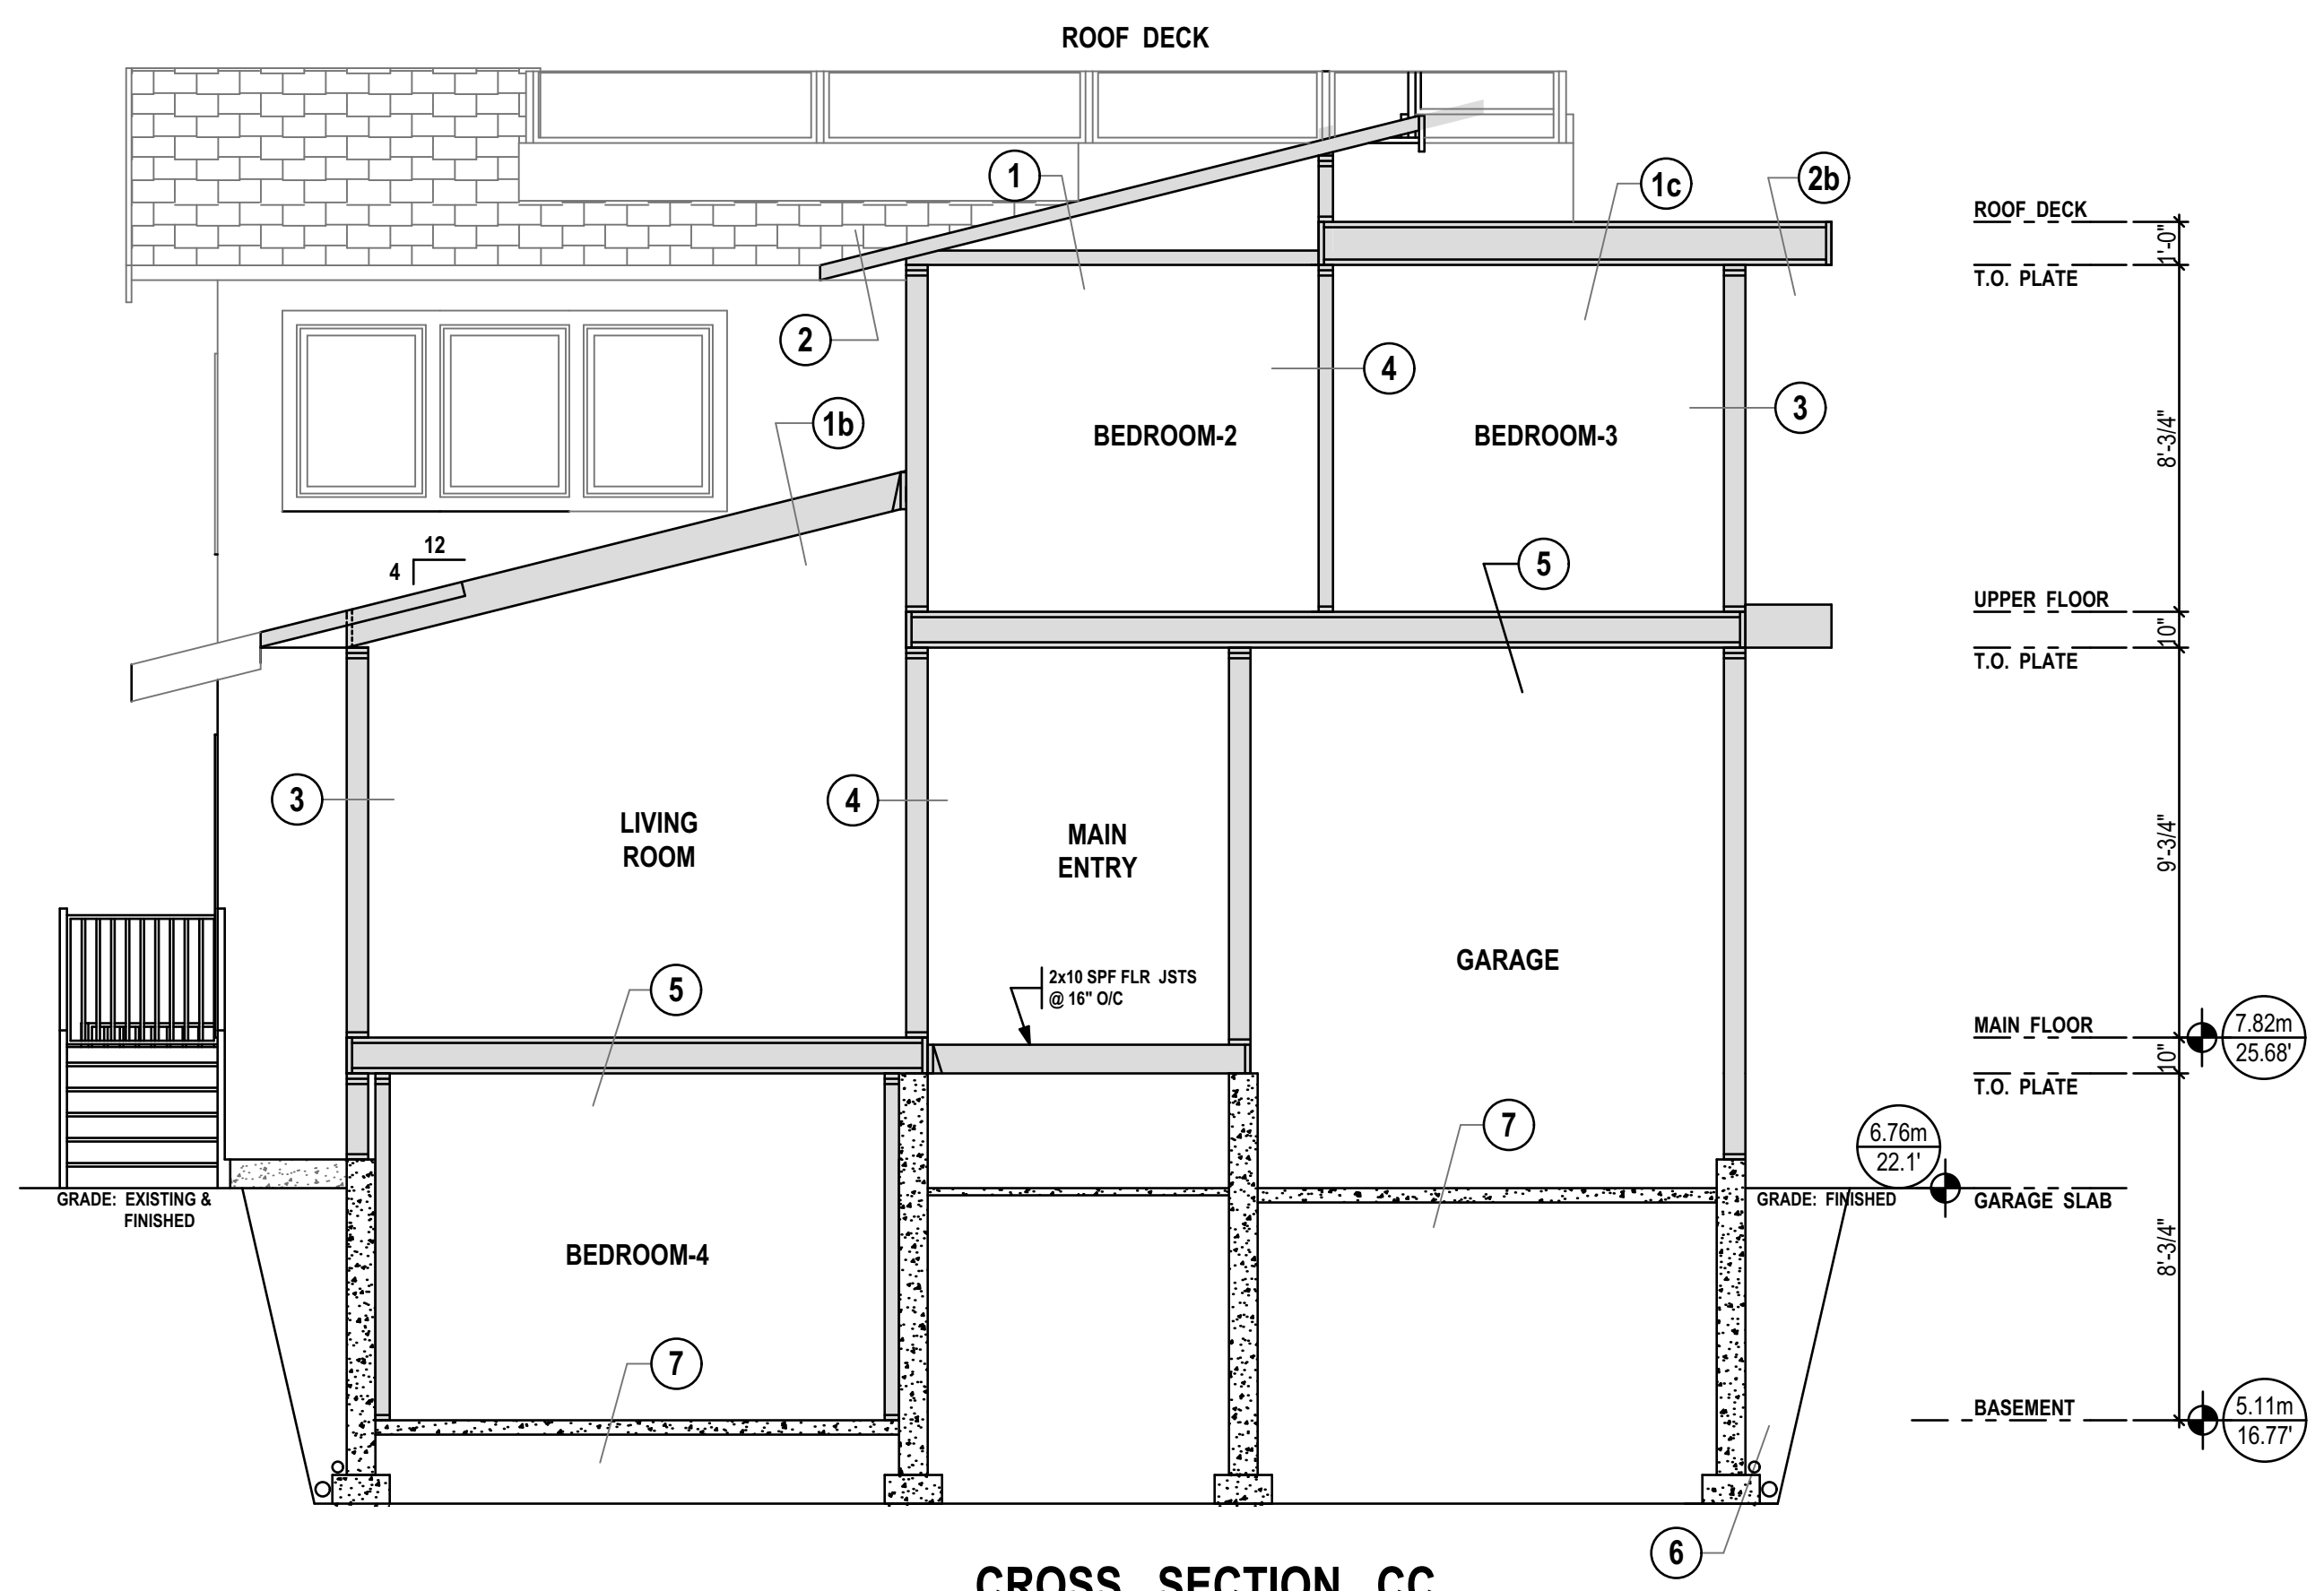 ROOF DECK
1
1c
2b
ROOF DECK
1'-0"
T.O. PLATE
2
4
3
1b
BEDROOM-2
BEDROOM-3
8'-3/4"
12
4
5
UPPER FLOOR
10"
T.O. PLATE
3
4
LIVING
ROOM
MAIN
ENTRY
9'-3/4"
GARAGE
5
2x10 SPF FLR JSTS
@ 16" O/C
MAIN FLOOR
7.82m
25.68'
10"
T.O. PLATE
7
6.76m
22.1'
GRADE: EXISTING &
FINISHED
GRADE: FINISHED
GARAGE SLAB
8'-3/4"
BEDROOM-4
7
BASEMENT
5.11m
16.77'
6
CROSS SECTION CC